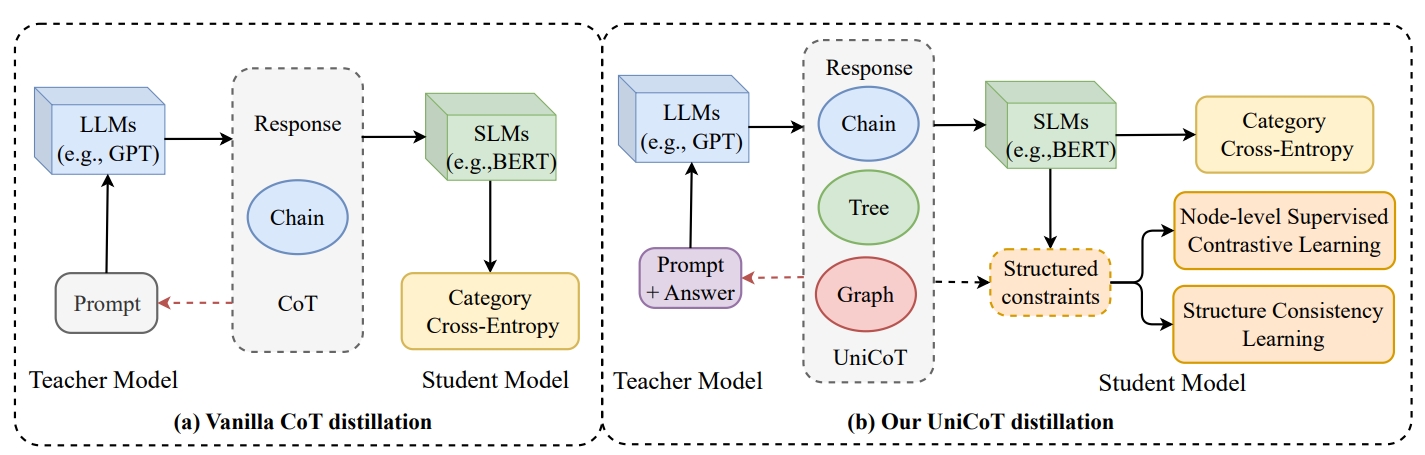 LLMs
(e.g., GPT)
Prompt
Teacher Model
Response
Chain
CoT
SLMs
(e.g.,BERT)
Category
Cross-Entropy
Student Model
(a) Vanilla CoT distillation
LLMs
(e.g., GPT)
Prompt
+ Answer
Teacher Model
Response
Chain
Tree
Graph
UniCoT
SLMs
(e.g.,BERT)
Category
Cross-Entropy
Structured
constraints
Node-level Supervised
Contrastive Learning
Structure Consistency
Learning
Student Model
(b) Our UniCoT distillation